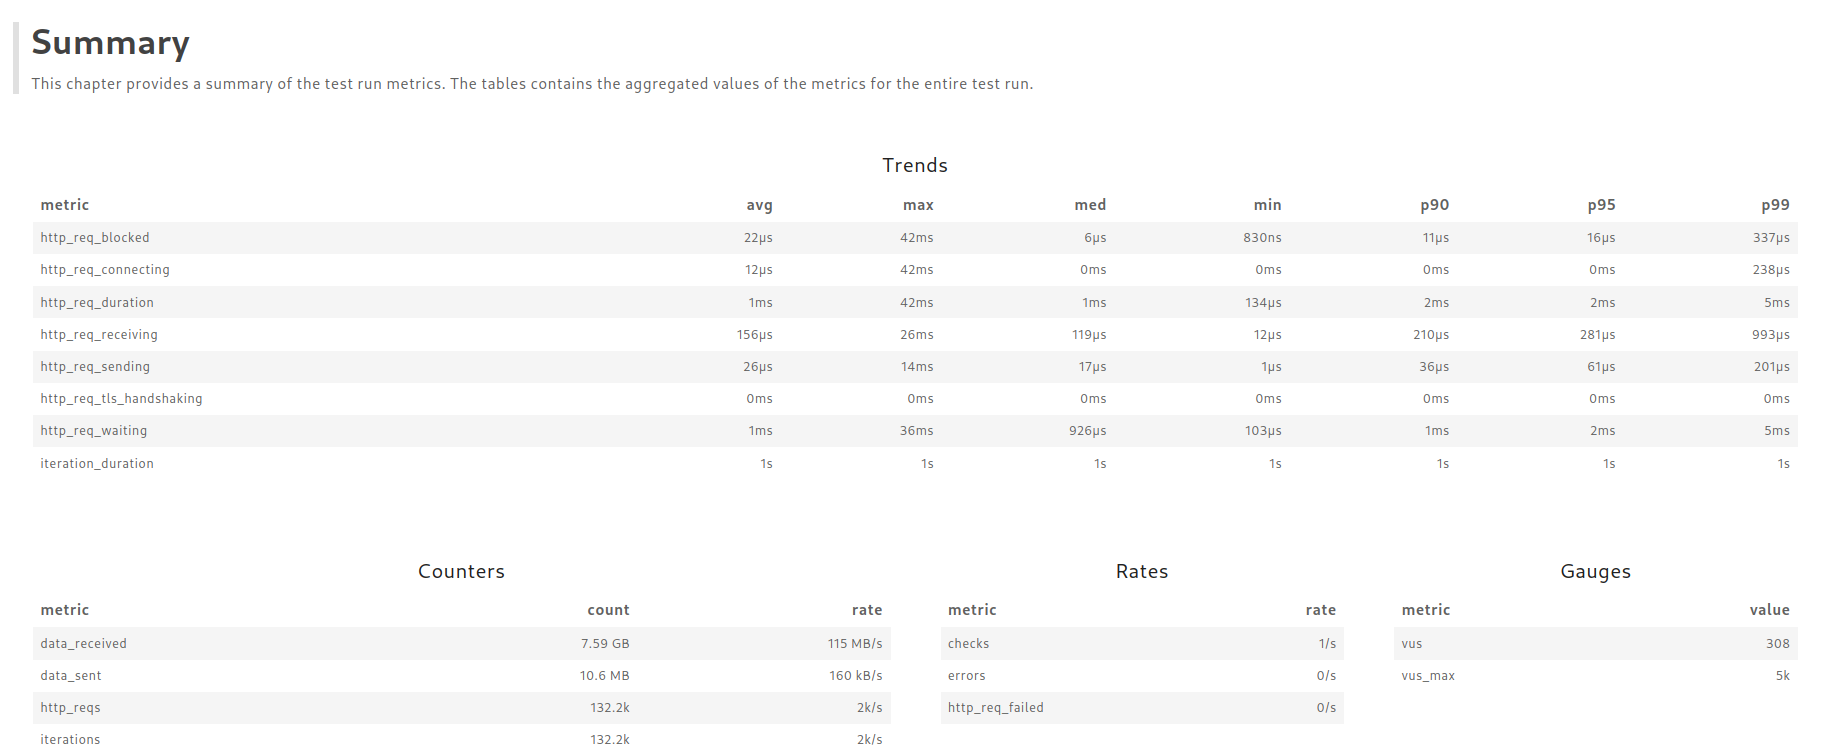 Summary
This chapter provides a summary of the test run metrics. The tables contains the aggregated values of the metrics for the entire test run.
Trends
metric avg max med min p90 p95 p99
http_req_blocked 22µs 42ms 6µs 830ns 11µs 16µs 337µs
http_req_connecting 12µs 42ms 0ms 0ms 0ms 0ms 238µs
http_req_duration 1ms 42ms 1ms 134µs 2ms 2ms 5ms
http_req_receiving 156µs 26ms 119µs 12µs 210µs 281µs 993µs
http_req_sending 26µs 14ms 17µs 1µs 36µs 61µs 201µs
http_req_tls_handshaking 0ms 0ms 0ms 0ms 0ms 0ms 0ms
http_req_waiting 1ms 36ms 926µs 103µs 1ms 2ms 5ms
iteration_duration 1s 1s 1s 1s 1s 1s 1s
Counters
metric count rate
data_received 7.59 GB 115 MB/s
data_sent 10.6 MB 160 kB/s
http_reqs 132.2k 2k/s
iterations 132.2k 2k/s
Rates
metric rate
checks 1/s
errors 0/s
http_req_failed 0/s
Gauges
metric value
vus 308
vus_max 5k